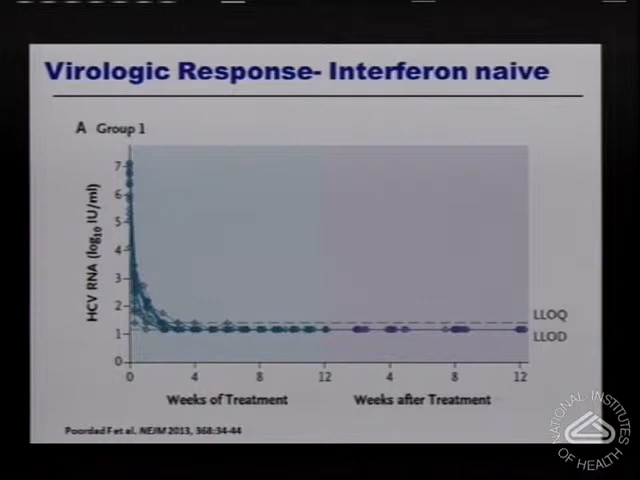 Virologic Response- Interferon naive
A Group 1
HCV RNA (log10 IU/ml)
7
6
5
4
3
2
1
0
LLOQ
LLOD
0 4 8 12 4 8 12
Weeks of Treatment Weeks after Treatment
Poordad F et al. NEJM 2013, 368:34-44
NATIONAL INSTITUTES
OF HEALTH